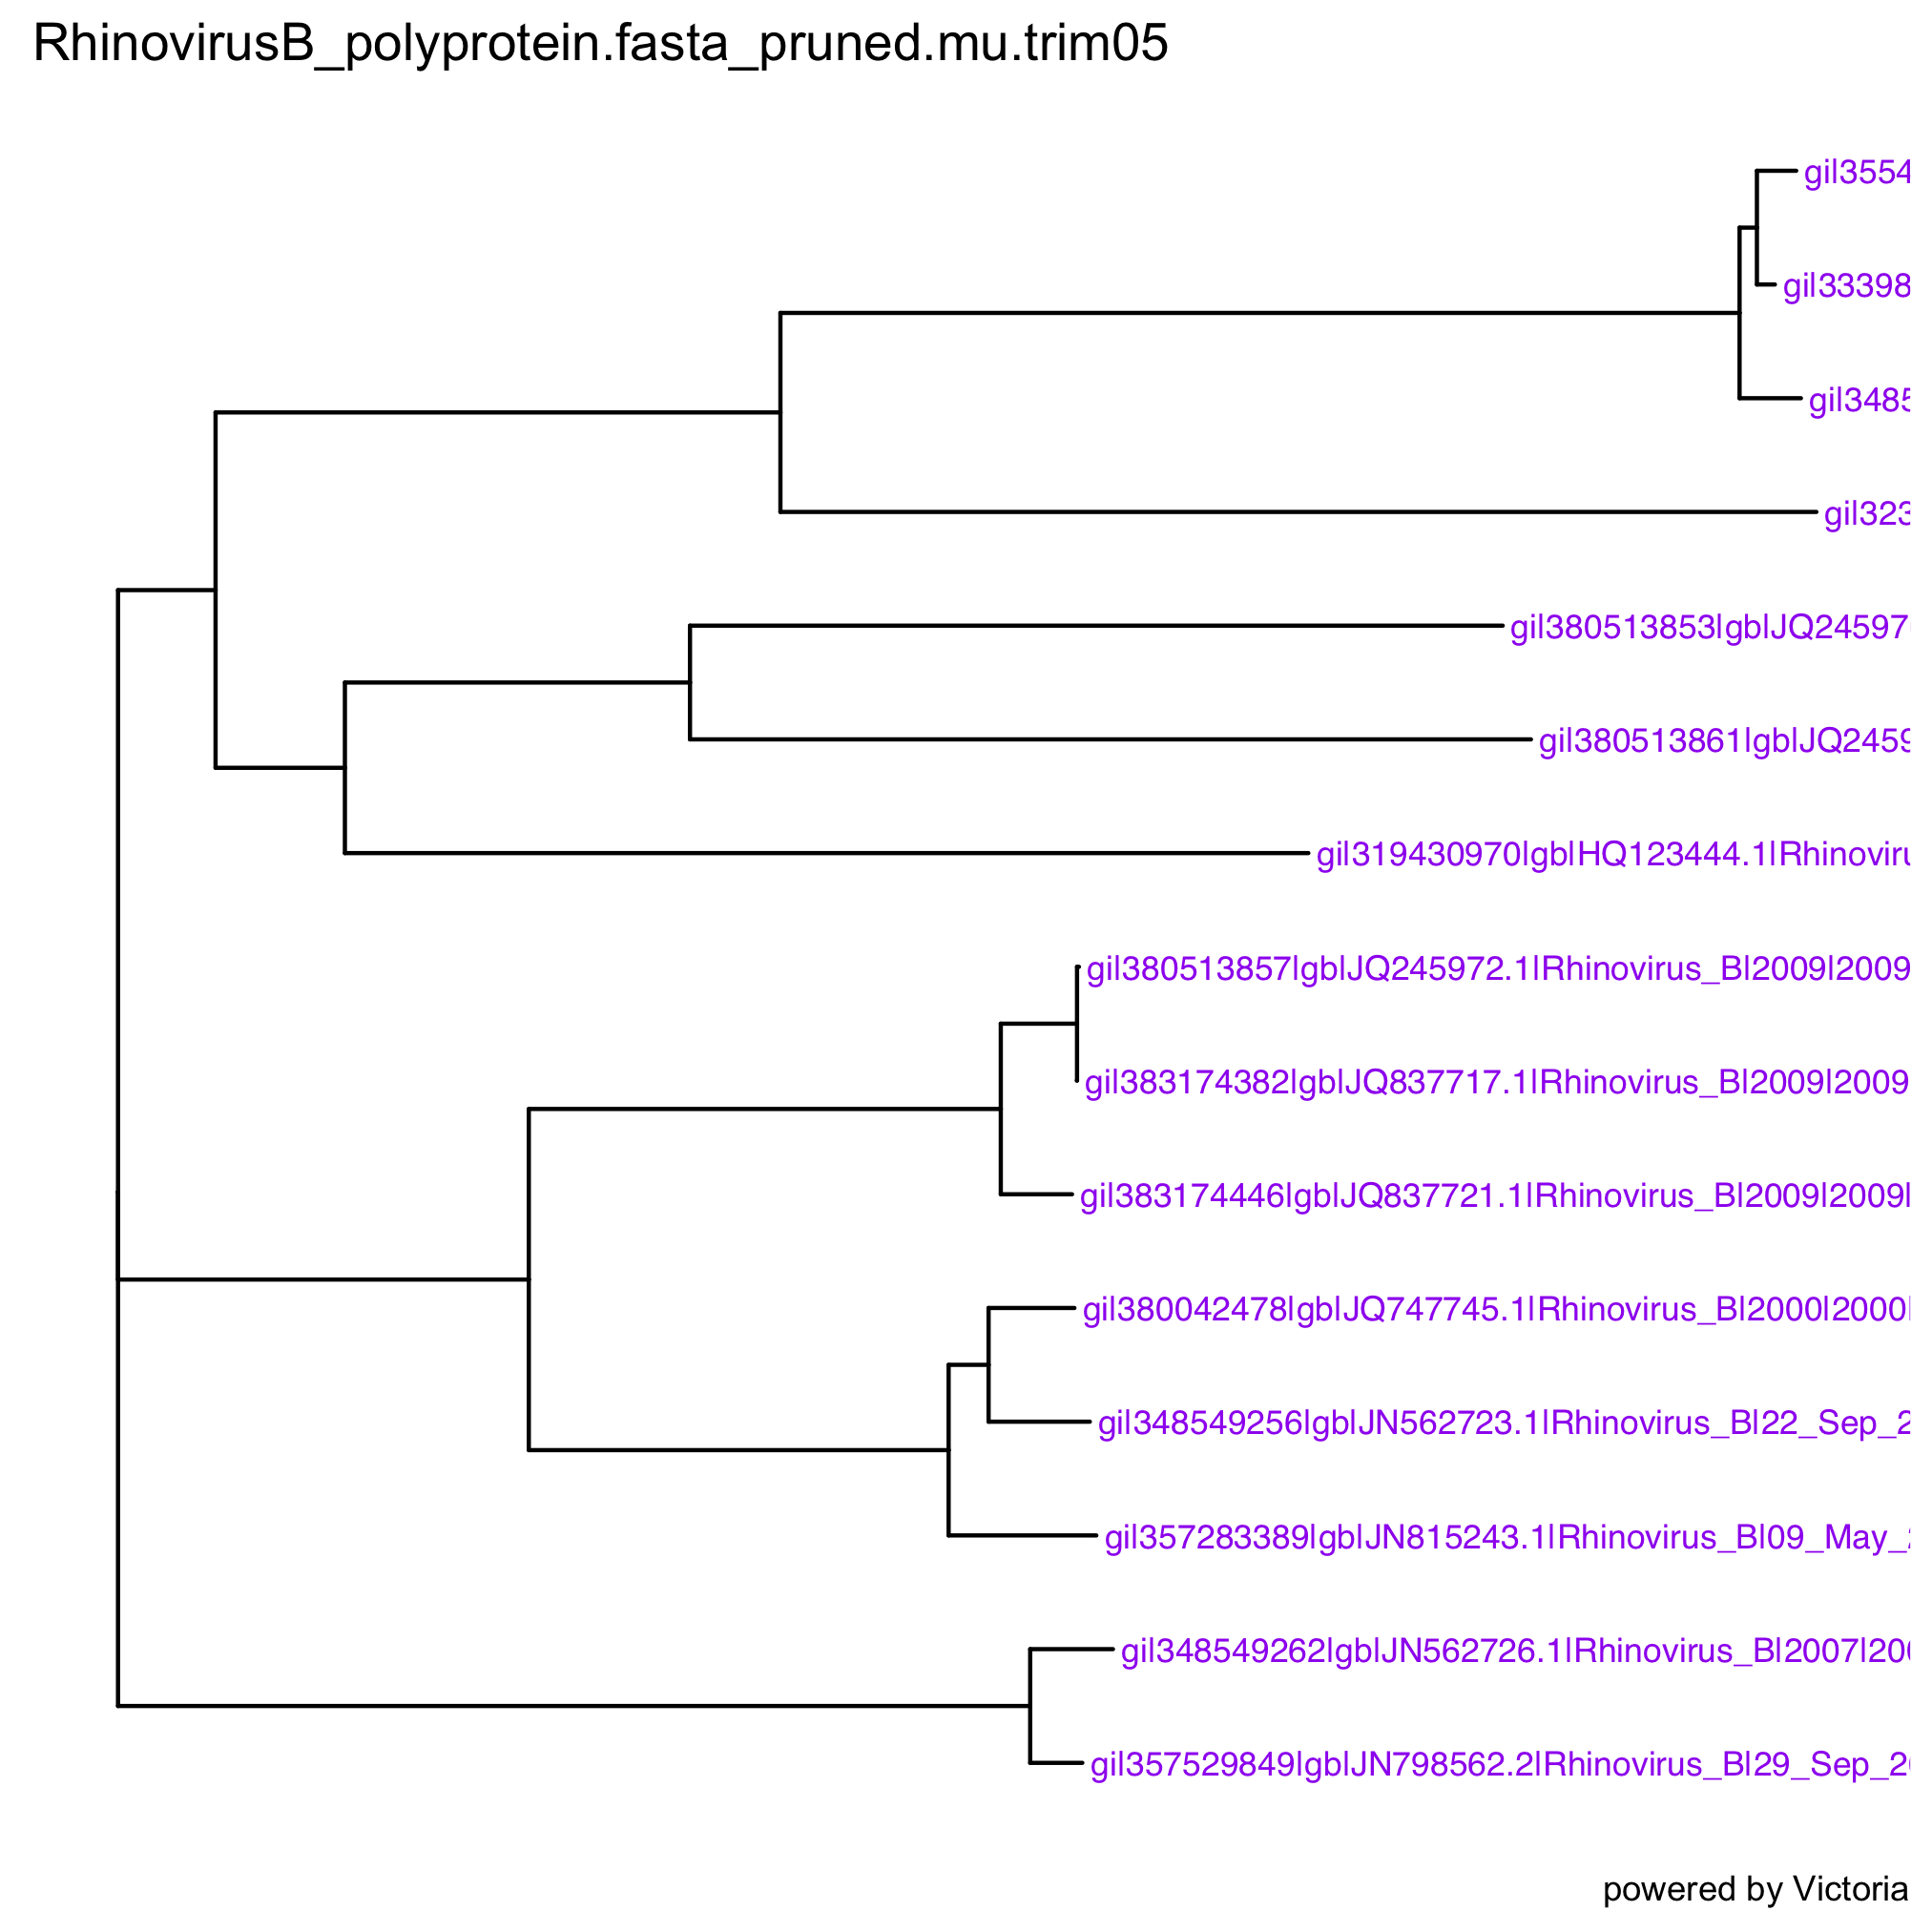 RhinovirusB_polyprotein.fasta_pruned.mu.trim05
gi|3554
gi|33398
gi|3485
gi|323
gi|380513853|gb|JQ24597
gi|380513861|gb|JQ2459
gi|319430970|gb|HQ123444.1|Rhinoviru
gi|380513857|gb|JQ245972.1|Rhinovirus_B|2009|2009
gi|383174382|gb|JQ837717.1|Rhinovirus_B|2009|2009
gi|383174446|gb|JQ837721.1|Rhinovirus_B|2009|2009|
gi|380042478|gb|JQ747745.1|Rhinovirus_B|2000|2000|
gi|348549256|gb|JN562723.1|Rhinovirus_B|22_Sep_2
gi|357283389|gb|JN815243.1|Rhinovirus_B|09_May_2
gi|348549262|gb|JN562726.1|Rhinovirus_B|2007|200
gi|357529849|gb|JN798562.2|Rhinovirus_B|29_Sep_20
powered by Victoria